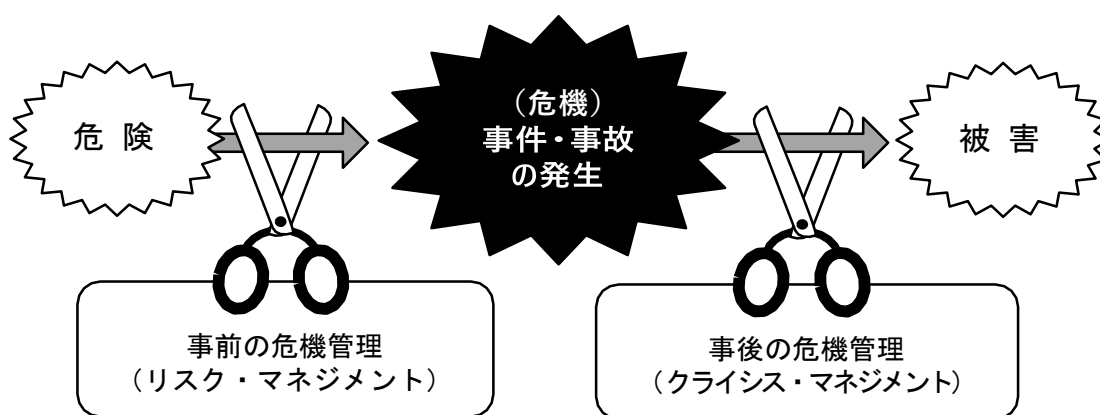 危 険
（危機）
事件・事故
の発生
被 害
事前の危機管理
（リスク・マネジメント）
事後の危機管理
（クライシス・マネジメント）